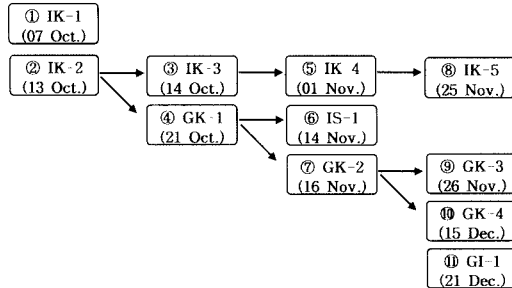 ① IK-1
(07 Oct.)
② IK-2
(13 Oct.)
③ IK-3
(14 Oct.)
⑤ IK 4
(01 Nov.)
⑧ IK-5
(25 Nov.)
④ GK-1
(21 Oct.)
⑥ IS-1
(14 Nov.)
⑦ GK-2
(16 Nov.)
⑨ GK-3
(26 Nov.)
⑩ GK-4
(15 Dec.)
⑪ GI-1
(21 Dec.)